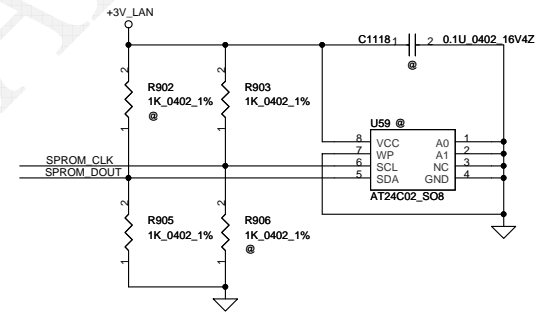 +3V_LAN
C1118 1 2 0.1U_0402_16V4Z
@
2 2
R902 R903
1K_0402_1% 1K_0402_1%
@
1 1
U59 @
8 VCC A0 1
7 WP A1 2
6 SCL NC 3
5 SDA GND 4
AT24C02_SO8
SPROM_CLK
SPROM_DOUT
2 2
R905 R906
1K_0402_1% 1K_0402_1%
@
1 1